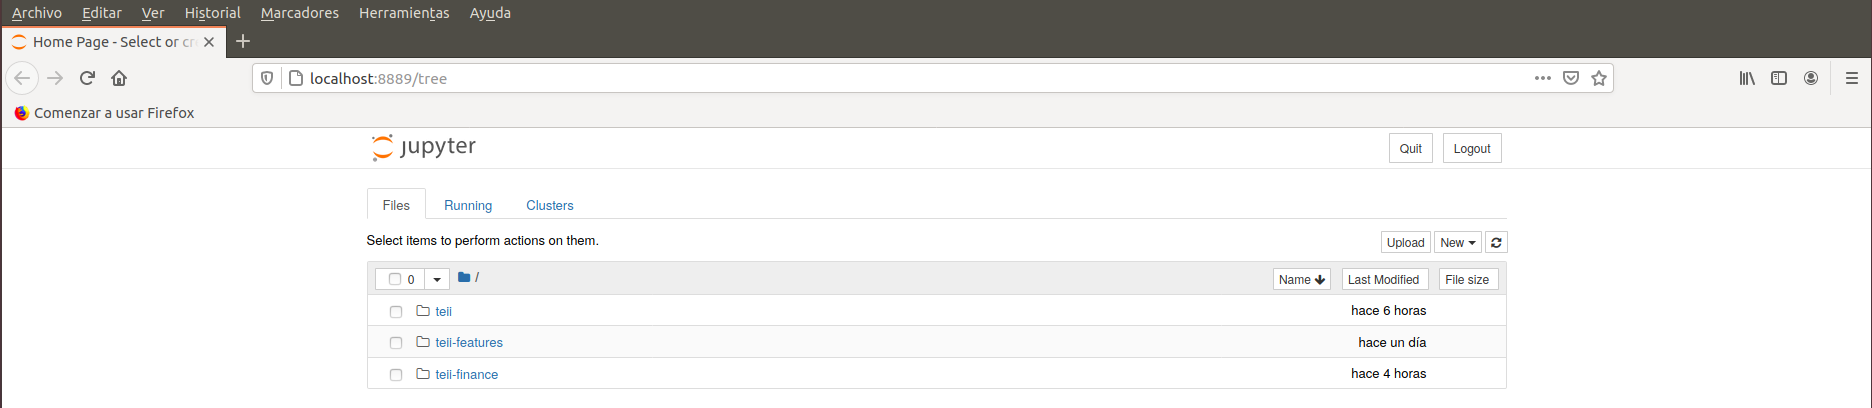 Archivo Editar Ver Historial Marcadores Herramientas Ayuda
Home Page - Select or cr
localhost:8889/tree
Comenzar a usar Firefox
jupyter
Quit Logout
Files Running Clusters
Select items to perform actions on them.
Upload New
0 / Name Last Modified File size
teii hace 6 horas
teii-features hace un día
teii-finance hace 4 horas